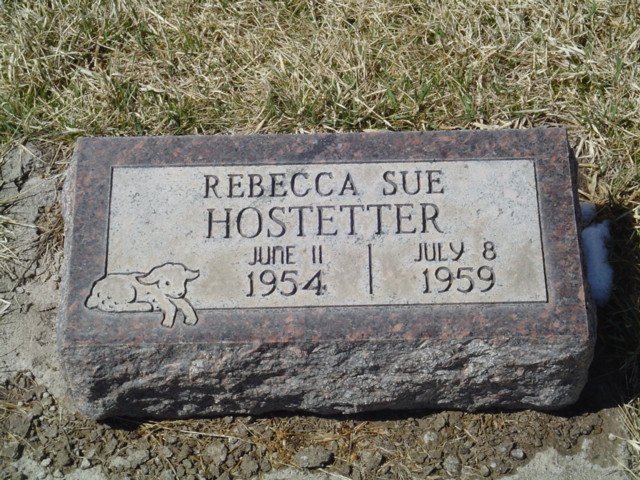 REBECCA SUE
HOSTETTER
JUNE 11 | JULY 8
1954 | 1959